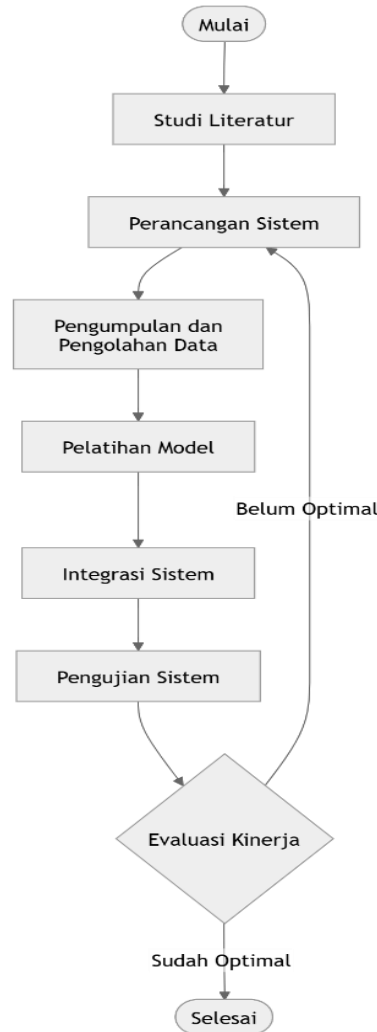 Mulai
Studi Literatur
Perancangan Sistem
Pengumpulan dan
Pengolahan Data
Pelatihan Model
Belum Optimal
Integrasi Sistem
Pengujian Sistem
Evaluasi Kinerja
Sudah Optimal
Selesai